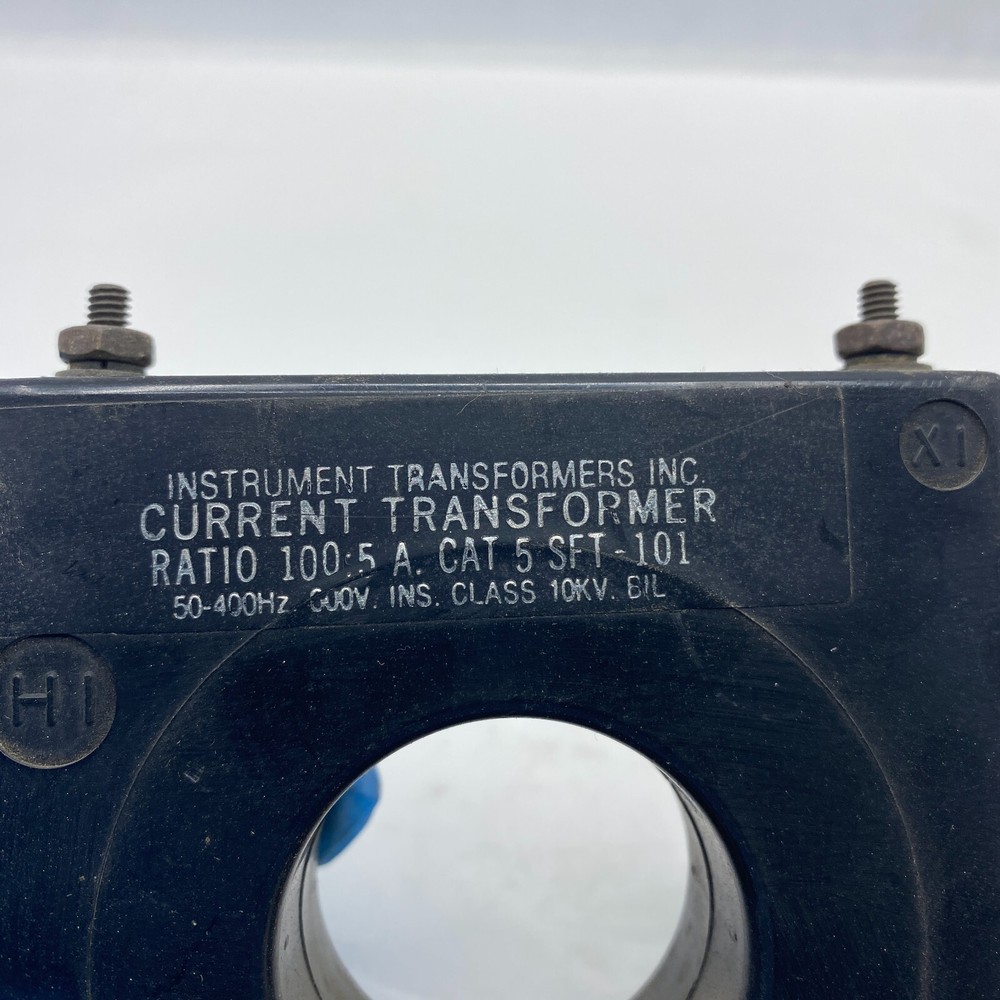 INSTRUMENT TRANSFORMERS INC.
CURRENT TRANSFORMER
RATIO 100:5 A. CAT 5 SFT-101
50-400Hz 600V. INS. CLASS 10KV. BIL
X1
H1